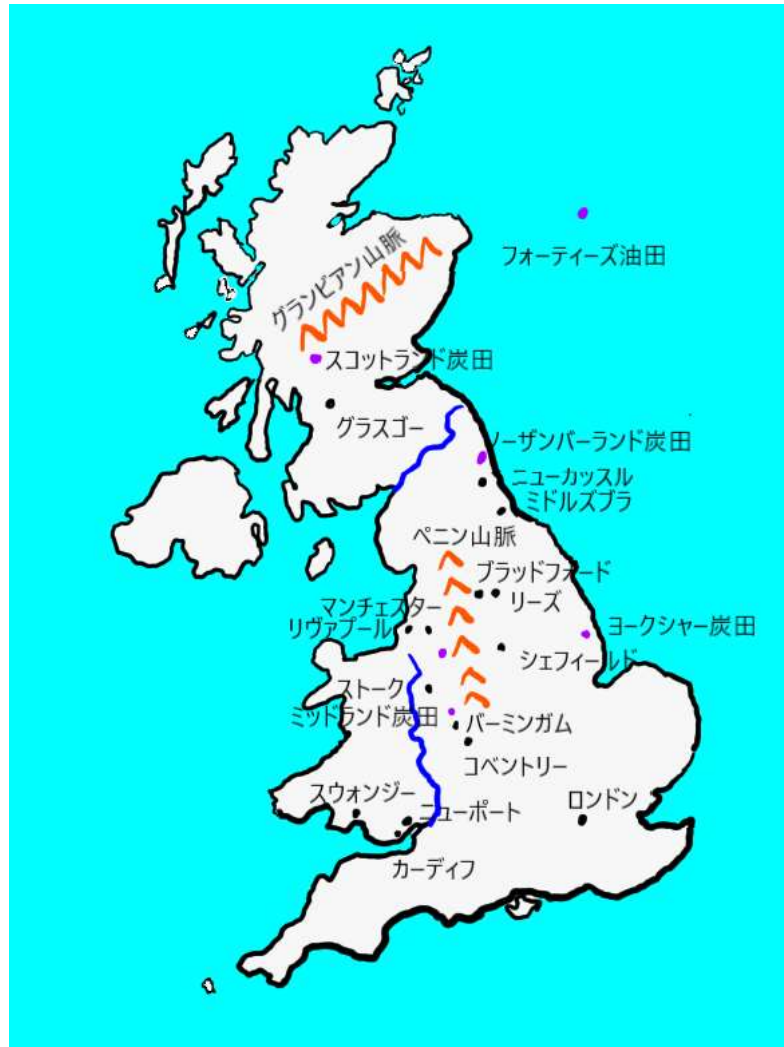 フォーティーズ油田
グランピアン山脈
スコットランド炭田
グラスゴー
ノーザンバーランド炭田
ニューカッスル
ミドルズブラ
ペニン山脈
ブラッドフォード
マンチェスター
リーズ
リヴァプール
ヨークシャー炭田
シェフィールド
ストーク
ミッドランド炭田
バーミンガム
コベントリー
スウォンジー
ニューポート
ロンドン
カーディフ